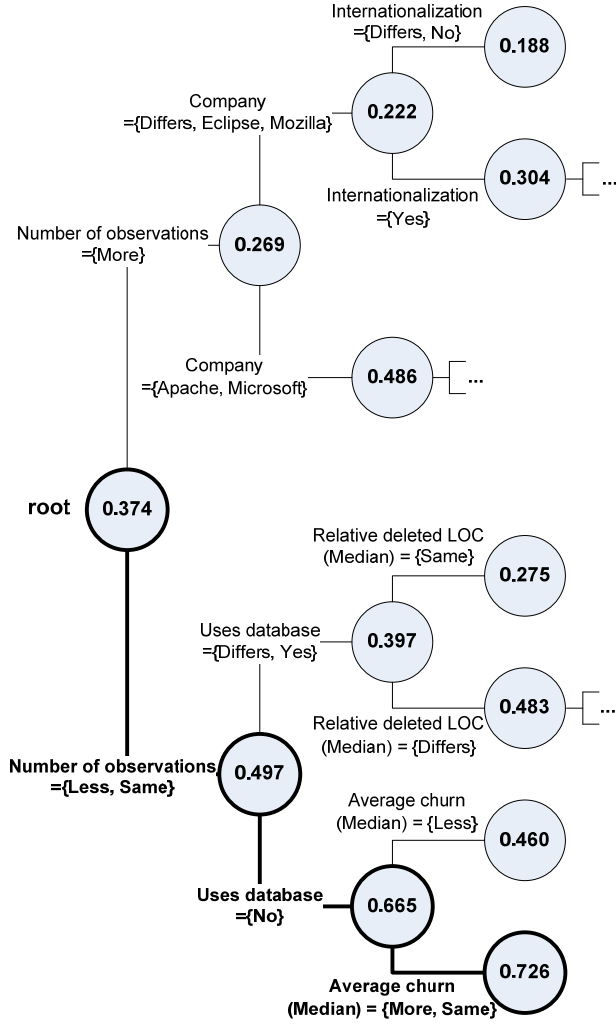 Internationalization
={Differs, No}
0.188
Company
={Differs, Eclipse, Mozilla}
0.222
0.304
...
Internationalization
={Yes}
Number of observations
={More}
0.269
Company
={Apache, Microsoft}
0.486
...
root
0.374
Relative deleted LOC
(Median) = {Same}
0.275
Uses database
={Differs, Yes}
0.397
0.483
...
Relative deleted LOC
(Median) = {Differs}
Number of observations
={Less, Same}
0.497
Average churn
(Median) = {Less}
0.460
Uses database
={No}
0.665
0.726
Average churn
(Median) = {More, Same}